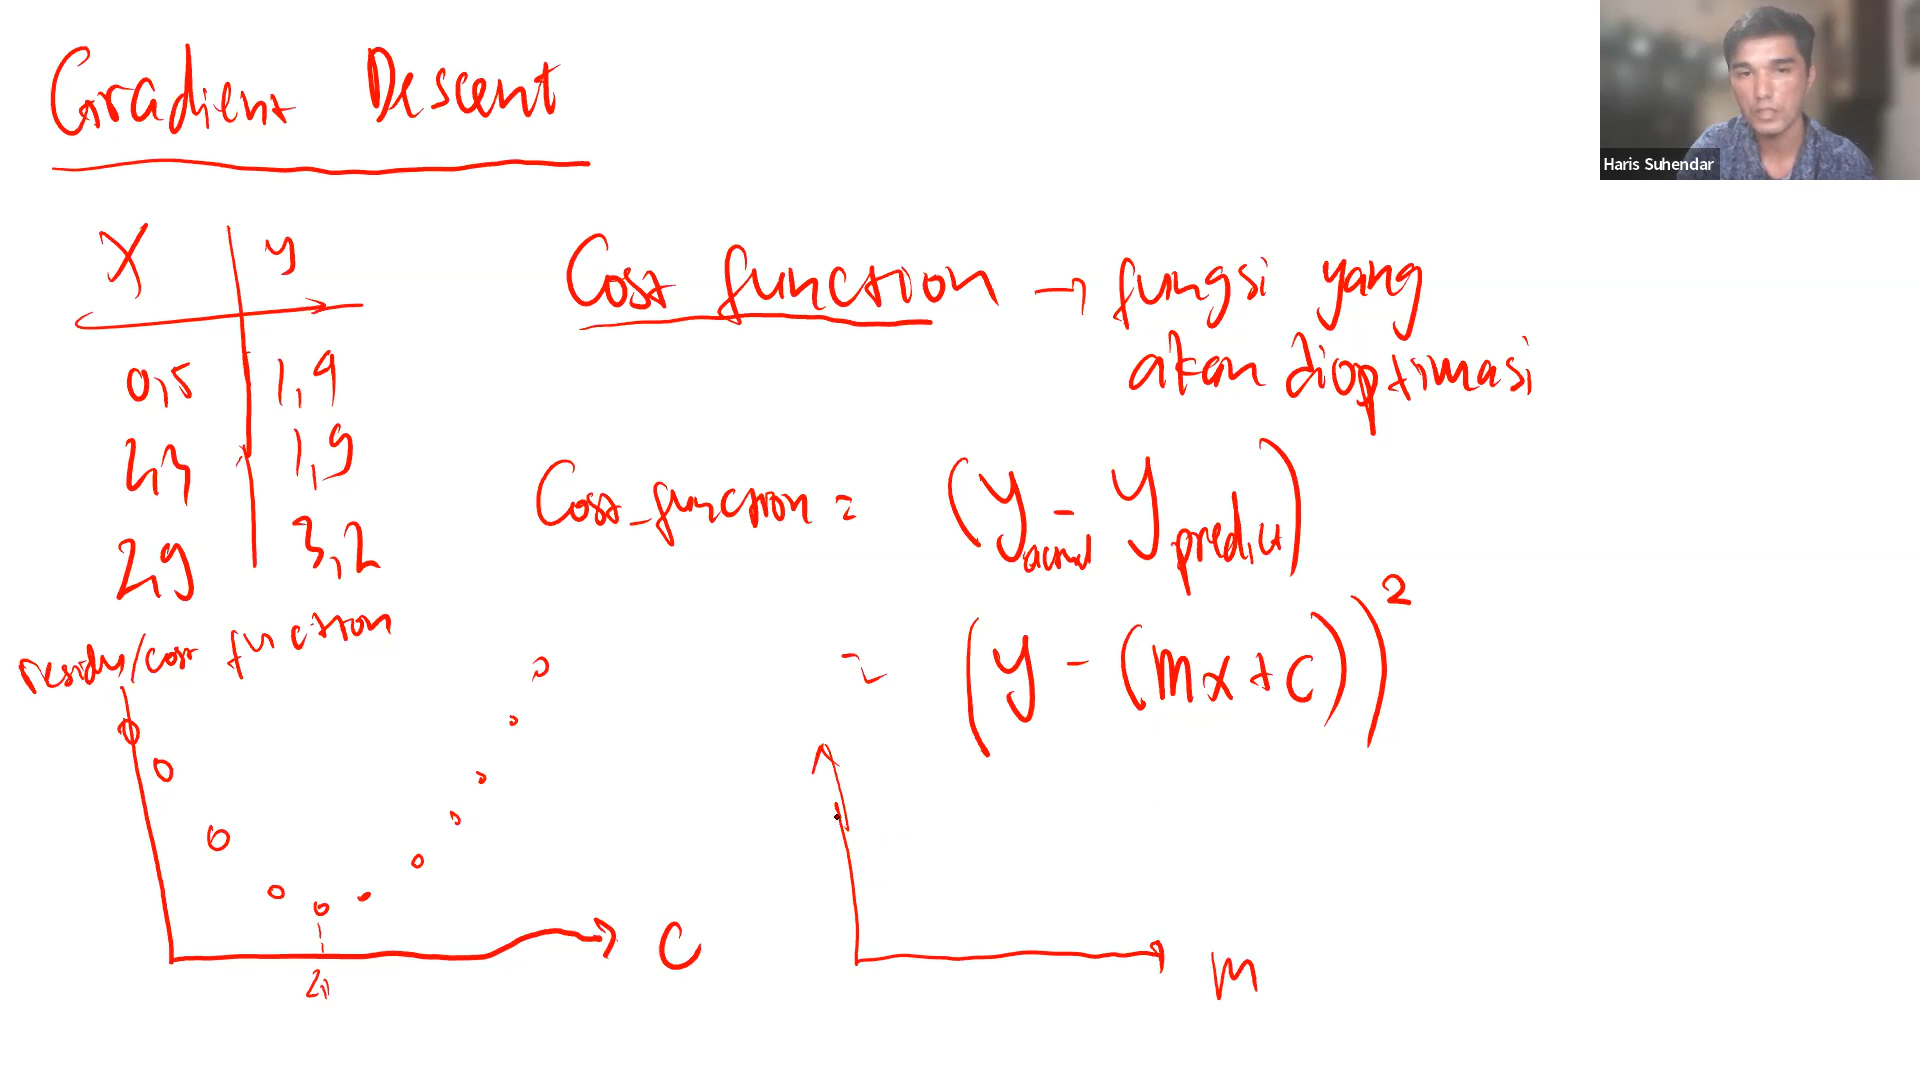 Gradient Descent
Haris Suhendar
x y
0,5 1,9
2,3 1,9
2,9 3,2
Cost function → fungsi yang
akan dioptimasi
Cost_function = (y actual - y predict)
= (y - (mx + c))²
residu/cost function
C
m